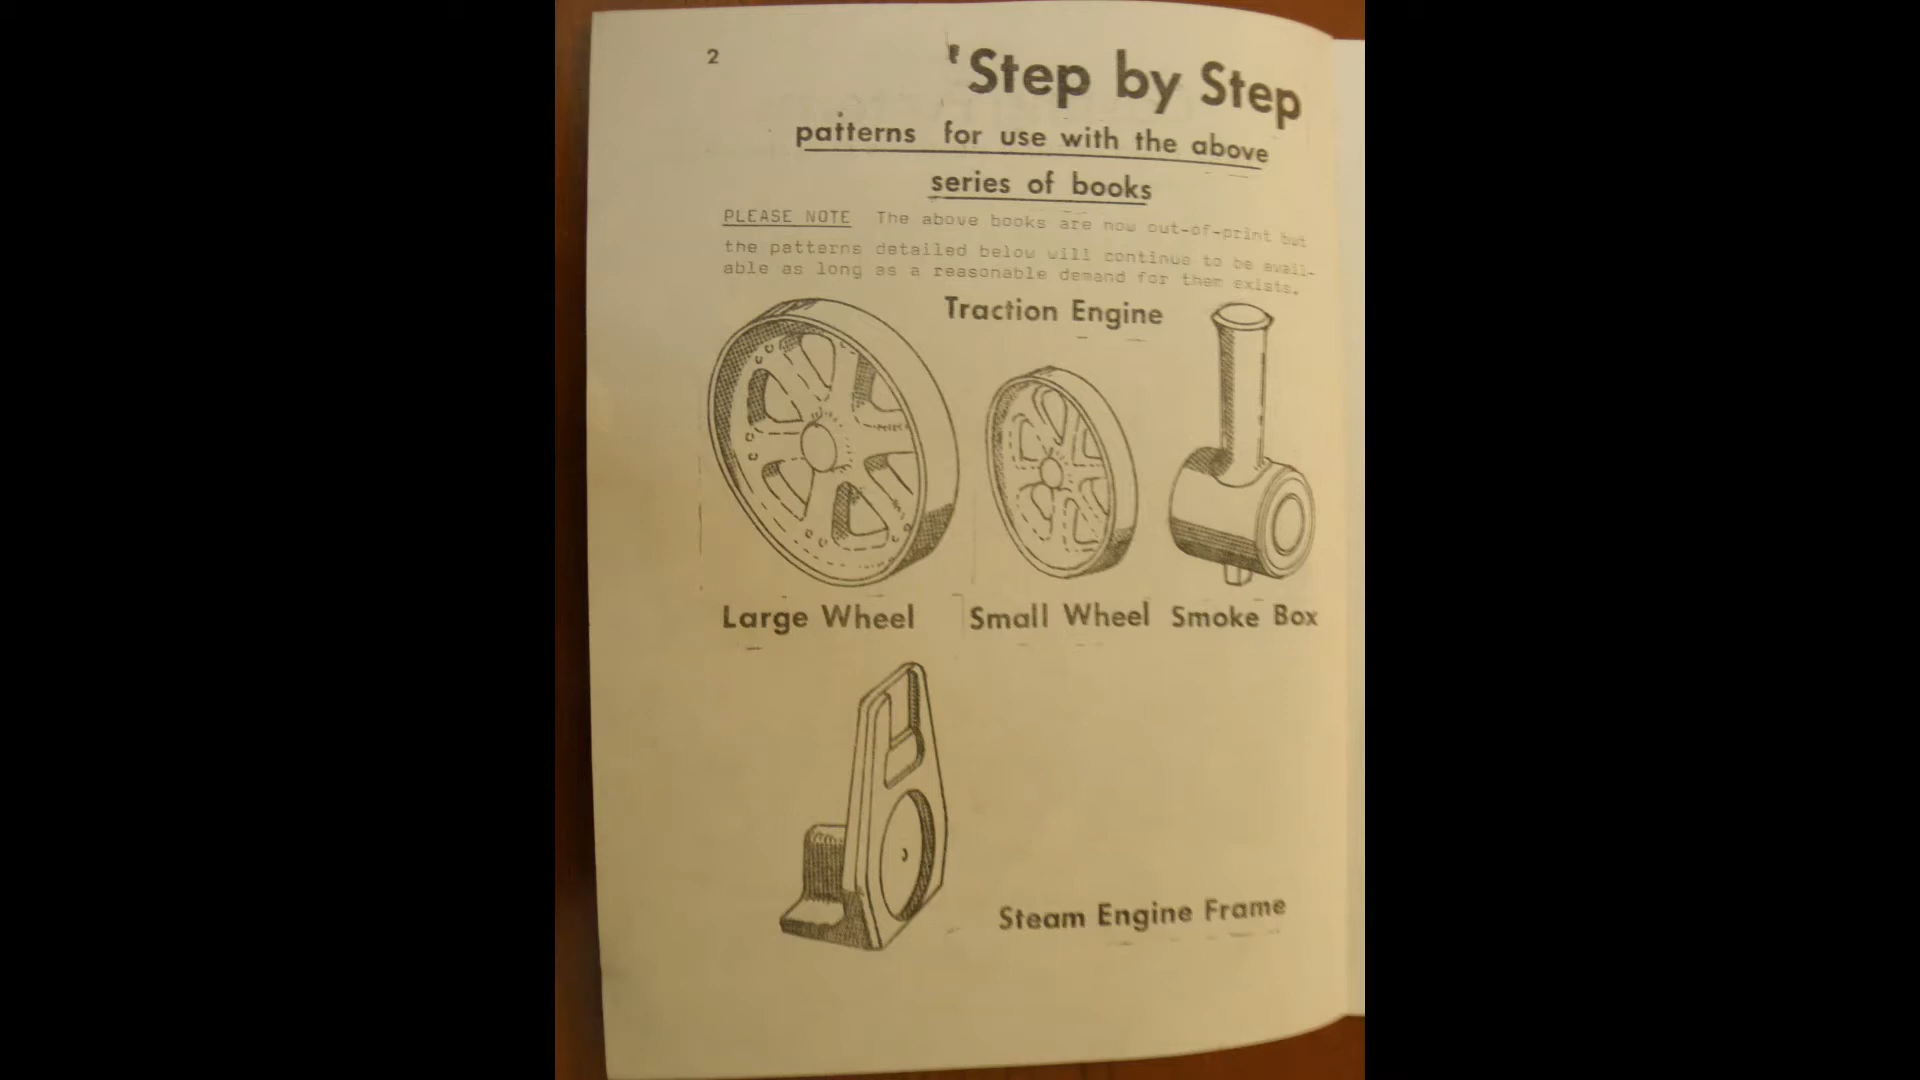 2
'Step by Step
patterns for use with the above
series of books
PLEASE NOTE The above books are now out-of-print but
the patterns detailed below will continue to be avail-
able as long as a reasonable demand for them exists.
Traction Engine
Large Wheel Small Wheel Smoke Box
Steam Engine Frame